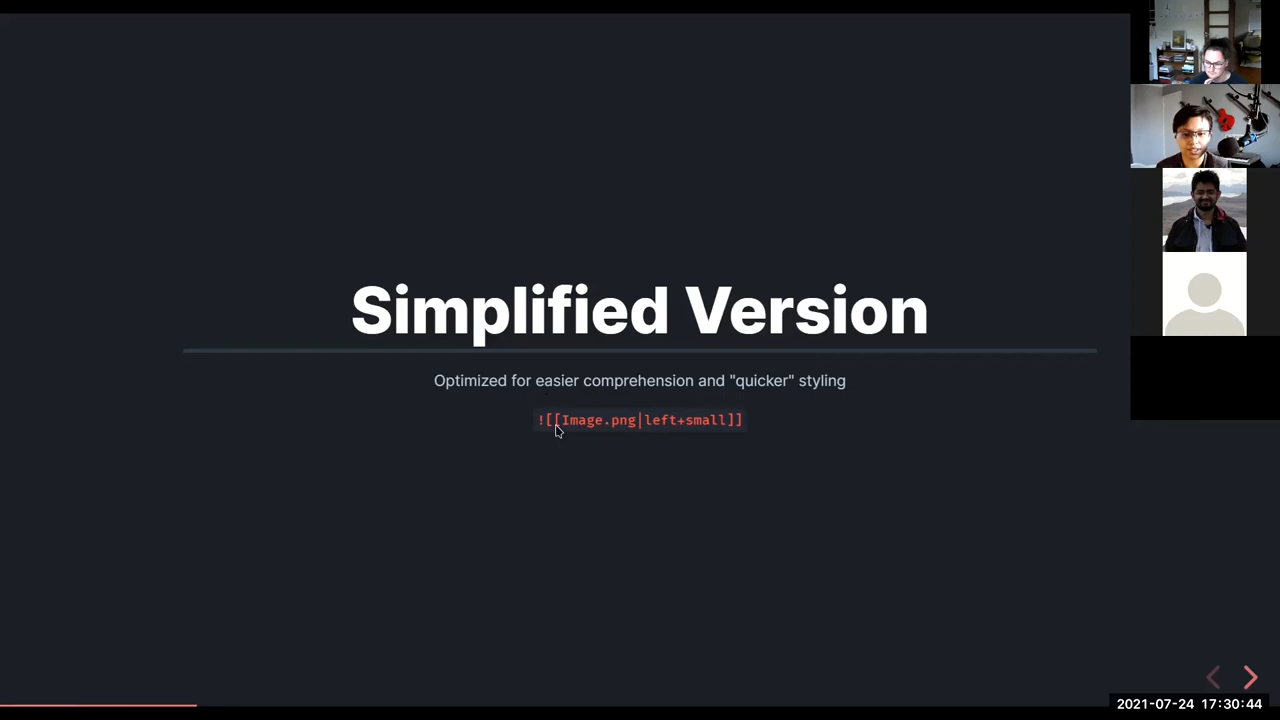 Simplified Version
Optimized for easier comprehension and "quicker" styling
![[Image.png|left+small]]
2021-07-24 17:30:44